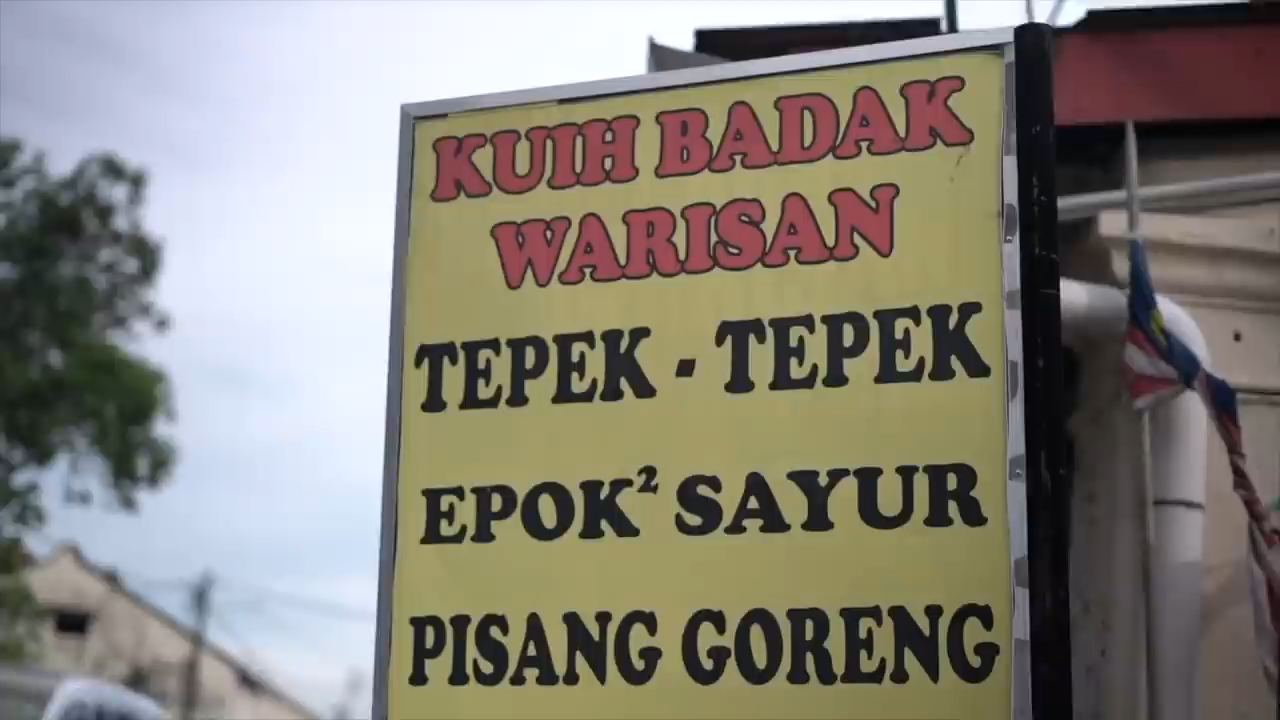 KUIH BADAK
WARISAN
TEPEK - TEPEK
EPOK² SAYUR
PISANG GORENG